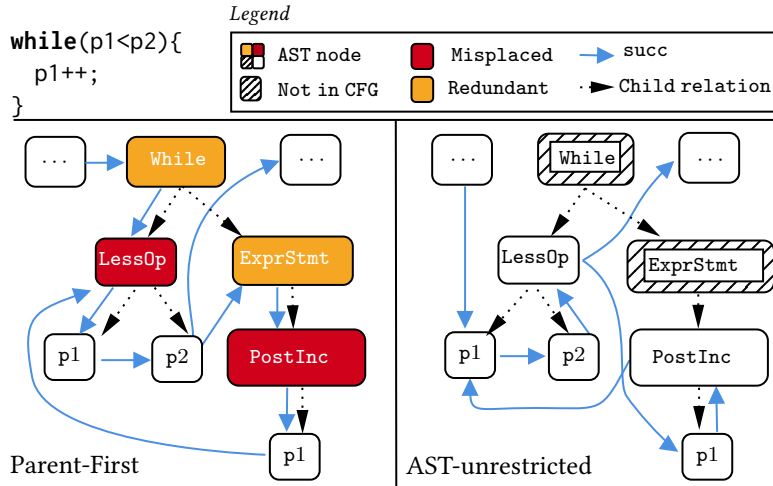 Legend
while(p1<p2){
p1++;
}
AST node
Misplaced
succ
Not in CFG
Redundant
Child relation
···
While
···
LessOp
ExprStmt
p1
p2
PostInc
p1
Parent-First
···
While
···
LessOp
ExprStmt
p1
p2
PostInc
p1
AST-unrestricted